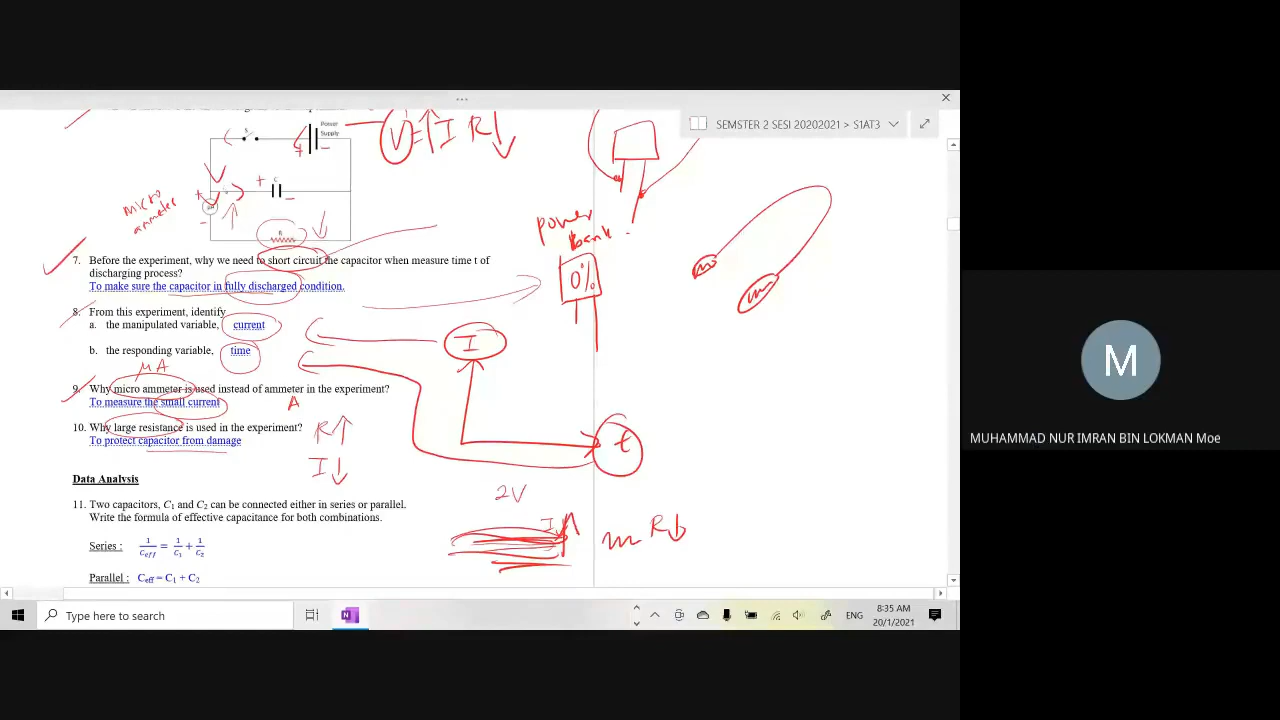 SEMSTER 2 SESI 20202021 > S1AT3
Power
Supply
V = ↑ I R ↓
S
+
−
+ C −
micro
ammeter
R
power
bank
0%
7. Before the experiment, why we need to short circuit the capacitor when measure time t of
discharging process?
To make sure the capacitor in fully discharged condition.
8. From this experiment, identify
a. the manipulated variable, current
b. the responding variable, time
I
t
μA
9. Why micro ammeter is used instead of ammeter in the experiment?
To measure the small current
A
10. Why large resistance is used in the experiment?
To protect capacitor from damage
R↑
I↓
Data Analysis
11. Two capacitors, C1 and C2 can be connected either in series or parallel.
Write the formula of effective capacitance for both combinations.
Series : 1/Ceff = 1/C1 + 1/C2
Parallel : Ceff = C1 + C2
2V
I
R↓
M
MUHAMMAD NUR IMRAN BIN LOKMAN Moe
Type here to search
N
ENG
8:35 AM
20/1/2021